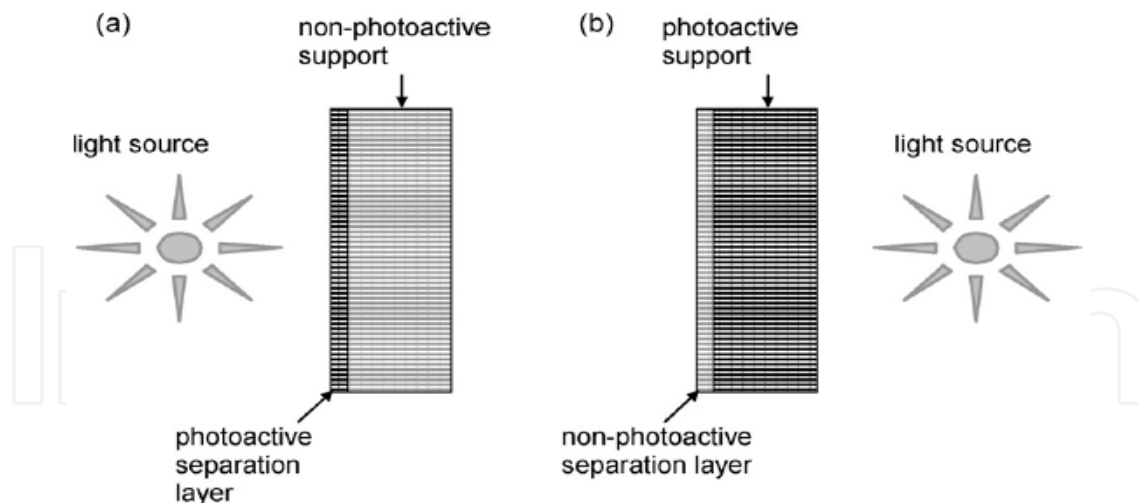 (a)
non-photoactive
support
light source
photoactive
separation
layer
(b)
photoactive
support
light source
non-photoactive
separation layer